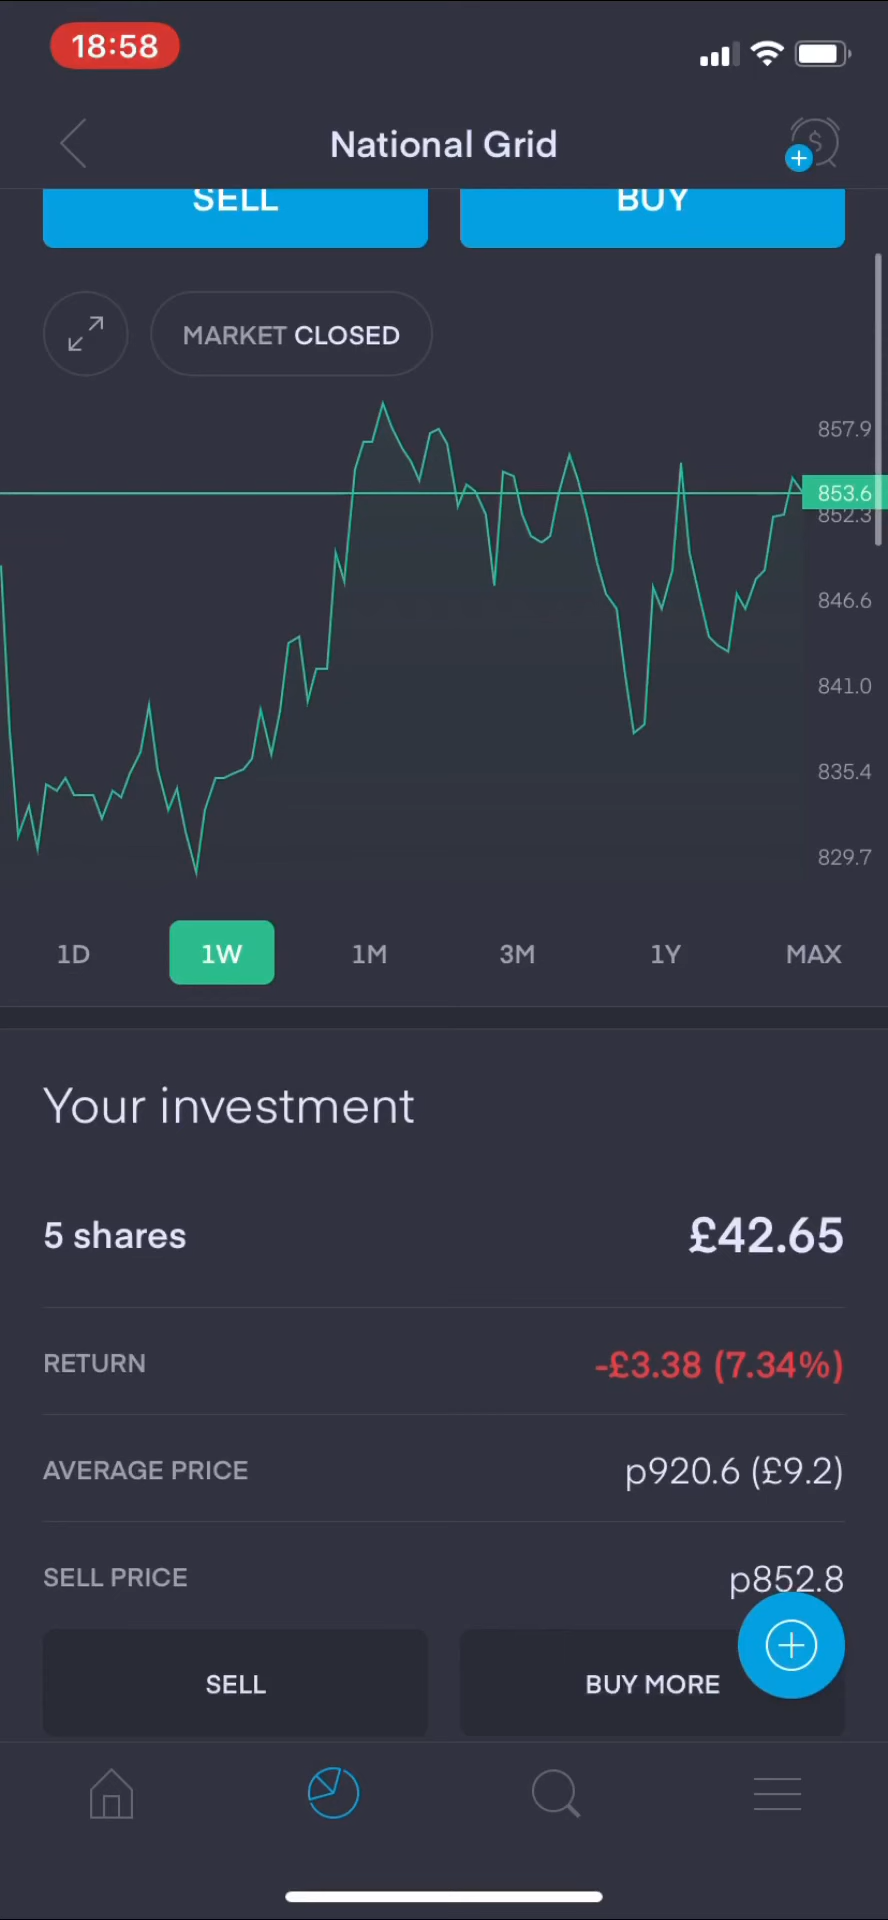 18:58
National Grid
SELL
BUY
MARKET CLOSED
857.9
853.6
852.3
846.6
841.0
835.4
829.7
1D 1W 1M 3M 1Y MAX
Your investment
5 shares £42.65
RETURN -£3.38 (7.34%)
AVERAGE PRICE p920.6 (£9.2)
SELL PRICE p852.8
SELL
BUY MORE